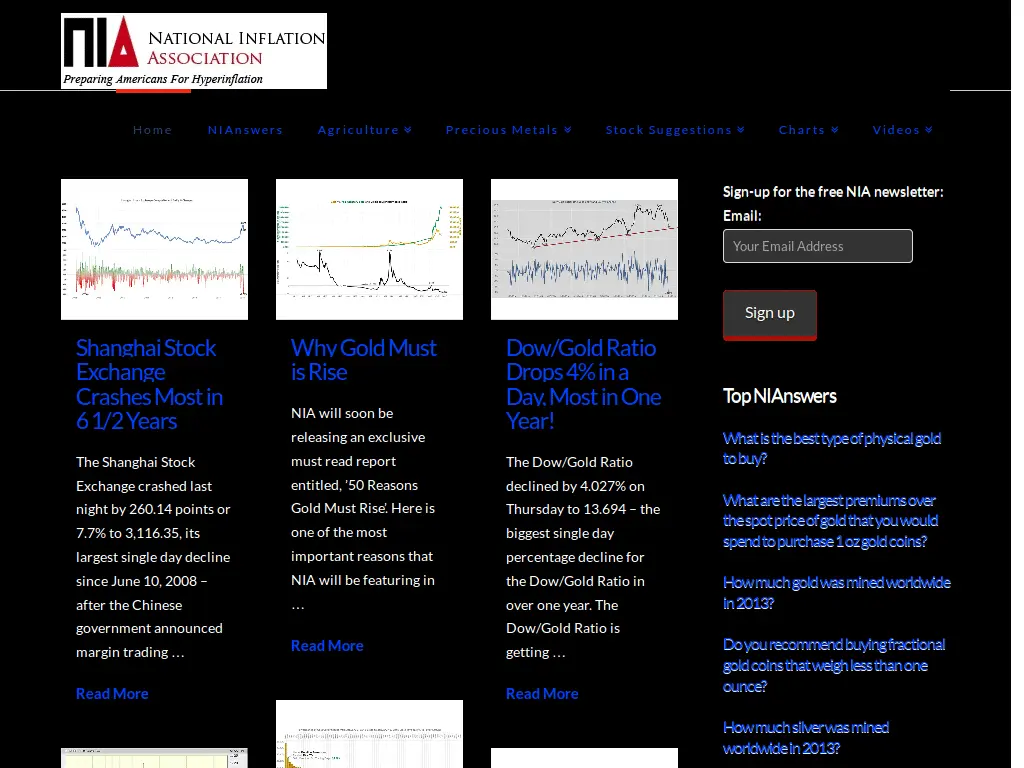 NIA NATIONAL INFLATION
ASSOCIATION
Preparing Americans For Hyperinflation
Home NIAnswers Agriculture Precious Metals Stock Suggestions Charts Videos
Shanghai Stock
Exchange
Crashes Most in
6 1/2 Years
The Shanghai Stock
Exchange crashed last
night by 260.14 points or
7.7% to 3,116.35, its
largest single day decline
since June 10, 2008 –
after the Chinese
government announced
margin trading …
Read More
Why Gold Must
is Rise
NIA will soon be
releasing an exclusive
must read report
entitled, '50 Reasons
Gold Must Rise'. Here is
one of the most
important reasons that
NIA will be featuring in
…
Read More
Dow/Gold Ratio
Drops 4% in a
Day, Most in One
Year!
The Dow/Gold Ratio
declined by 4.027% on
Thursday to 13.694 – the
biggest single day
percentage decline for
the Dow/Gold Ratio in
over one year. The
Dow/Gold Ratio is
getting …
Read More
Sign-up for the free NIA newsletter:
Email:
Your Email Address
Sign up
Top NIAnswers
What is the best type of physical gold
to buy?
What are the largest premiums over
the spot price of gold that you would
spend to purchase 1 oz gold coins?
How much gold was mined worldwide
in 2013?
Do you recommend buying fractional
gold coins that weigh less than one
ounce?
How much silver was mined
worldwide in 2013?